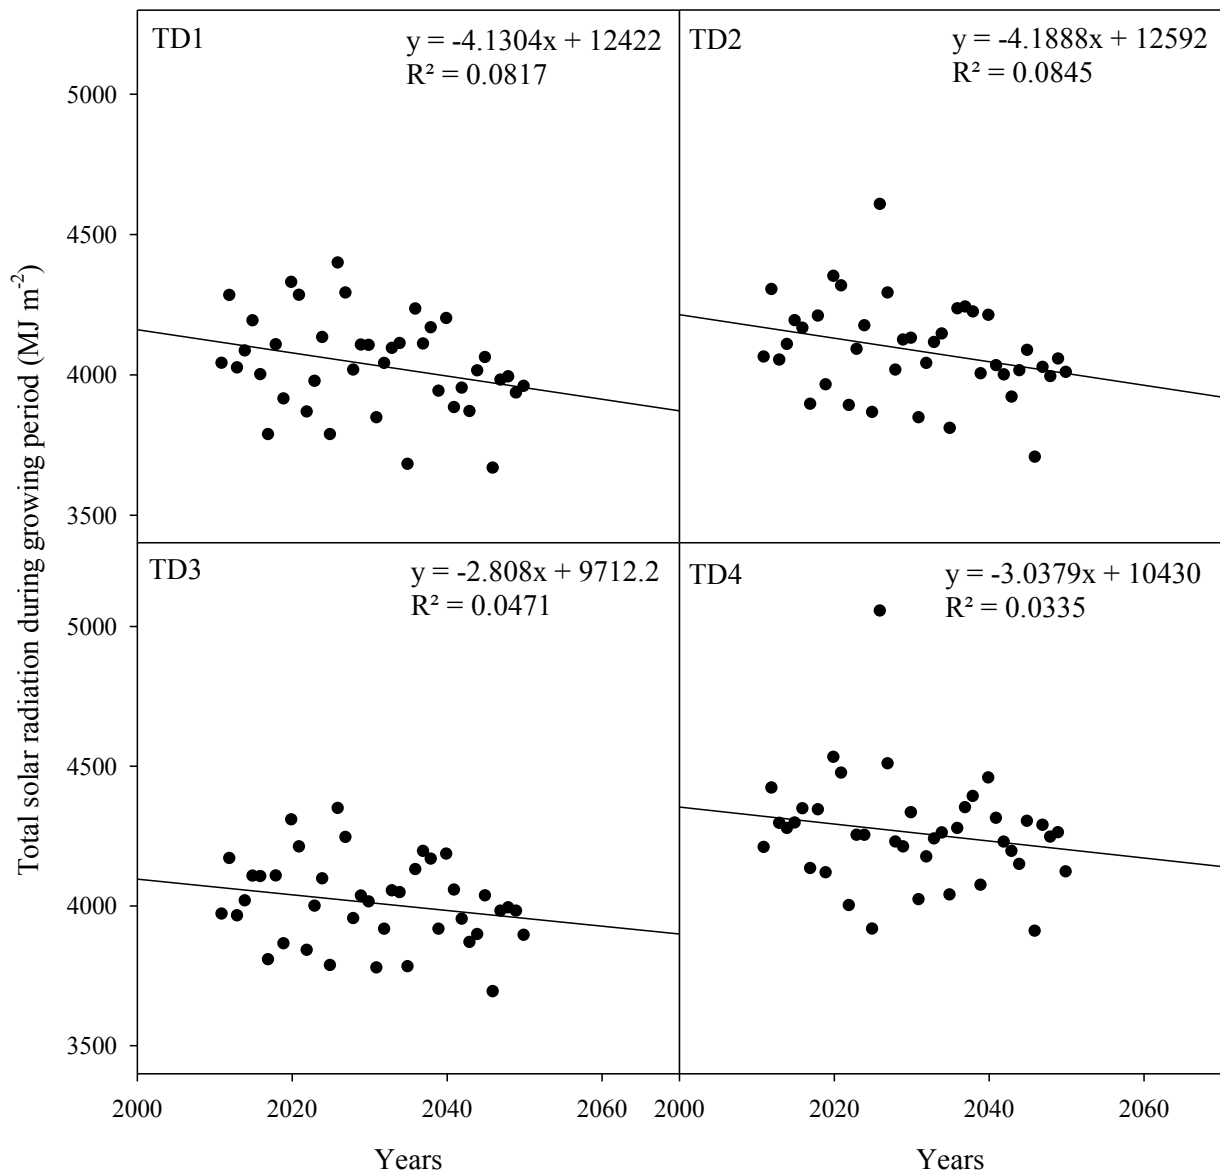 Total solar radiation during growing period (MJ m⁻²)
TD1
y = -4.1304x + 12422
R² = 0.0817
TD2
y = -4.1888x + 12592
R² = 0.0845
5000
4500
4000
3500
TD3
y = -2.808x + 9712.2
R² = 0.0471
TD4
y = -3.0379x + 10430
R² = 0.0335
5000
4500
4000
3500
2000 2020 2040 2060 2000 2020 2040 2060
Years Years